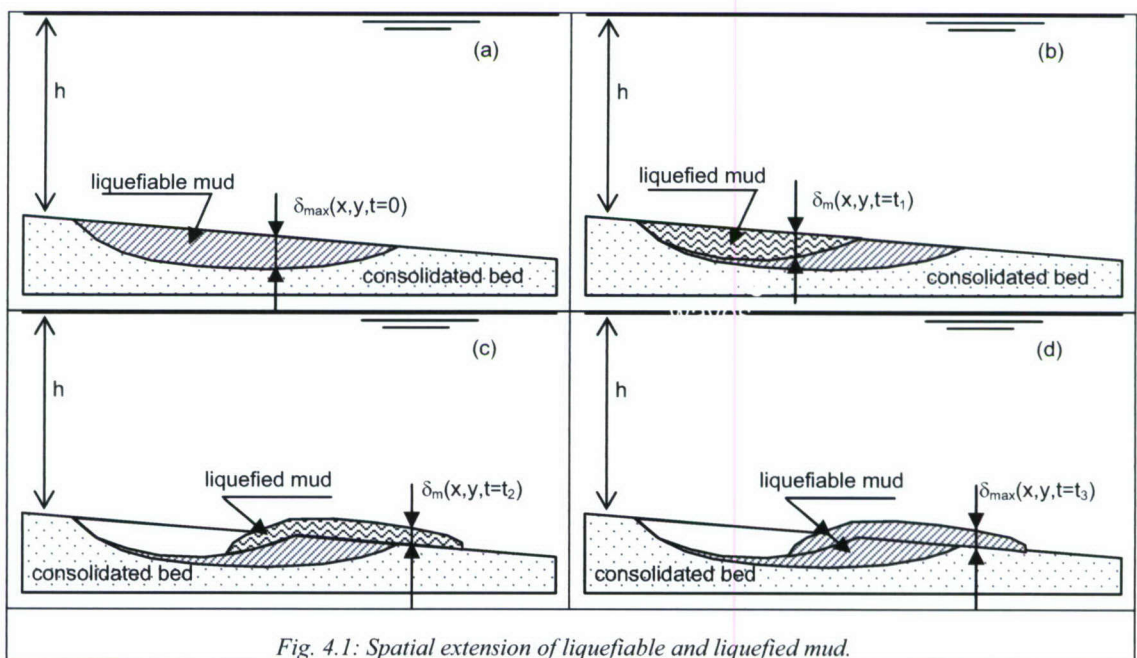 (a)
h
liquefiable mud
δmax(x,y,t=0)
consolidated bed
(b)
h
liquefied mud
δm(x,y,t=t1)
consolidated bed
waves
(c)
h
liquefied mud
δm(x,y,t=t2)
consolidated bed
(d)
h
liquefiable mud
δmax(x,y,t=t3)
consolidated bed
Fig. 4.1: Spatial extension of liquefiable and liquefied mud.